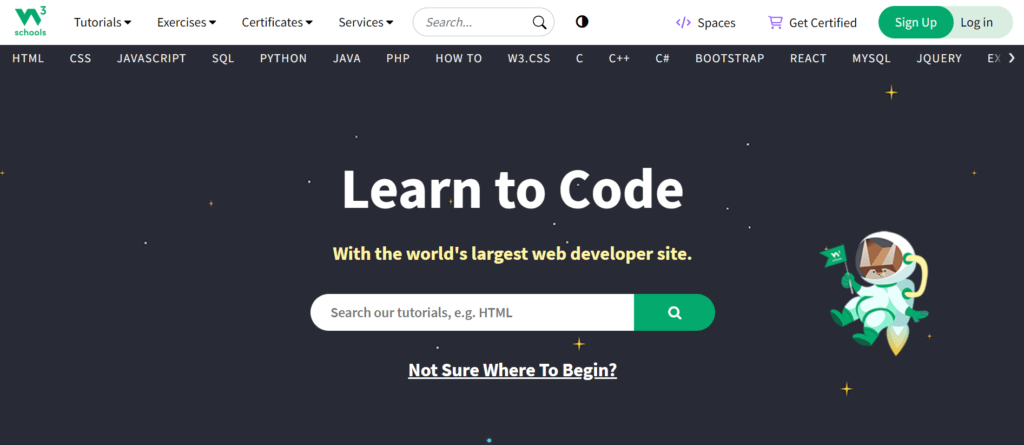 W3 schools Tutorials Exercises Certificates Services Search... Spaces Get Certified Sign Up Log in
HTML CSS JAVASCRIPT SQL PYTHON JAVA PHP HOW TO W3.CSS C C++ C# BOOTSTRAP REACT MYSQL JQUERY EX
Learn to Code
With the world's largest web developer site.
Search our tutorials, e.g. HTML
Not Sure Where To Begin?